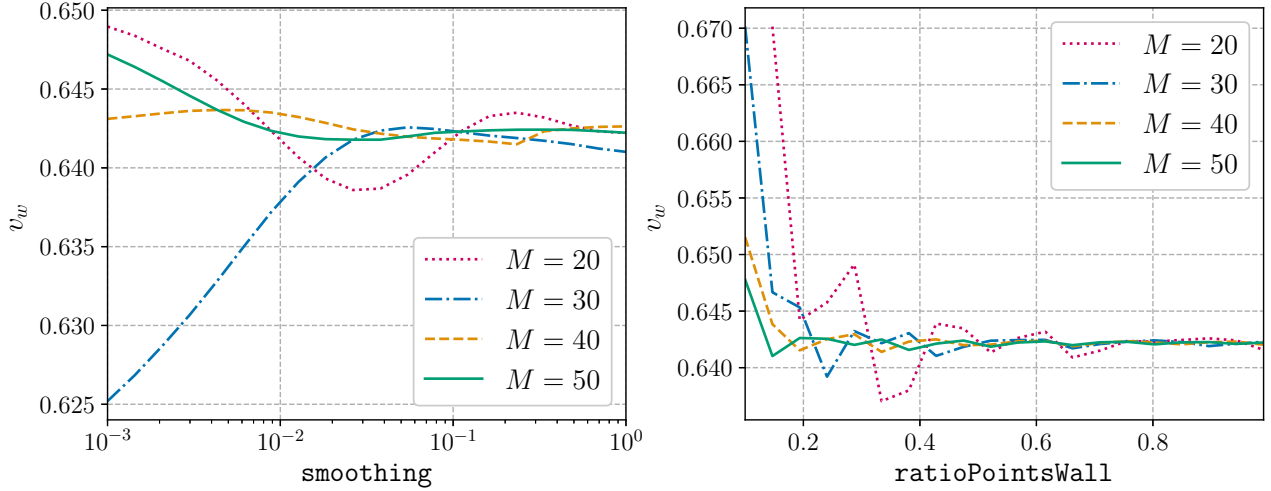 0.650
0.645
0.640
0.635
0.630
0.625
v_w
10^{-3}
10^{-2}
10^{-1}
10^{0}
smoothing
M = 20
M = 30
M = 40
M = 50
0.670
0.665
0.660
0.655
0.650
0.645
0.640
v_w
0.2
0.4
0.6
0.8
ratioPointsWall
M = 20
M = 30
M = 40
M = 50